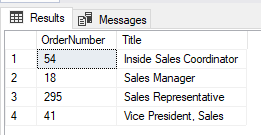 Results Messages
OrderNumber Title
1 54 Inside Sales Coordinator
2 18 Sales Manager
3 295 Sales Representative
4 41 Vice President, Sales